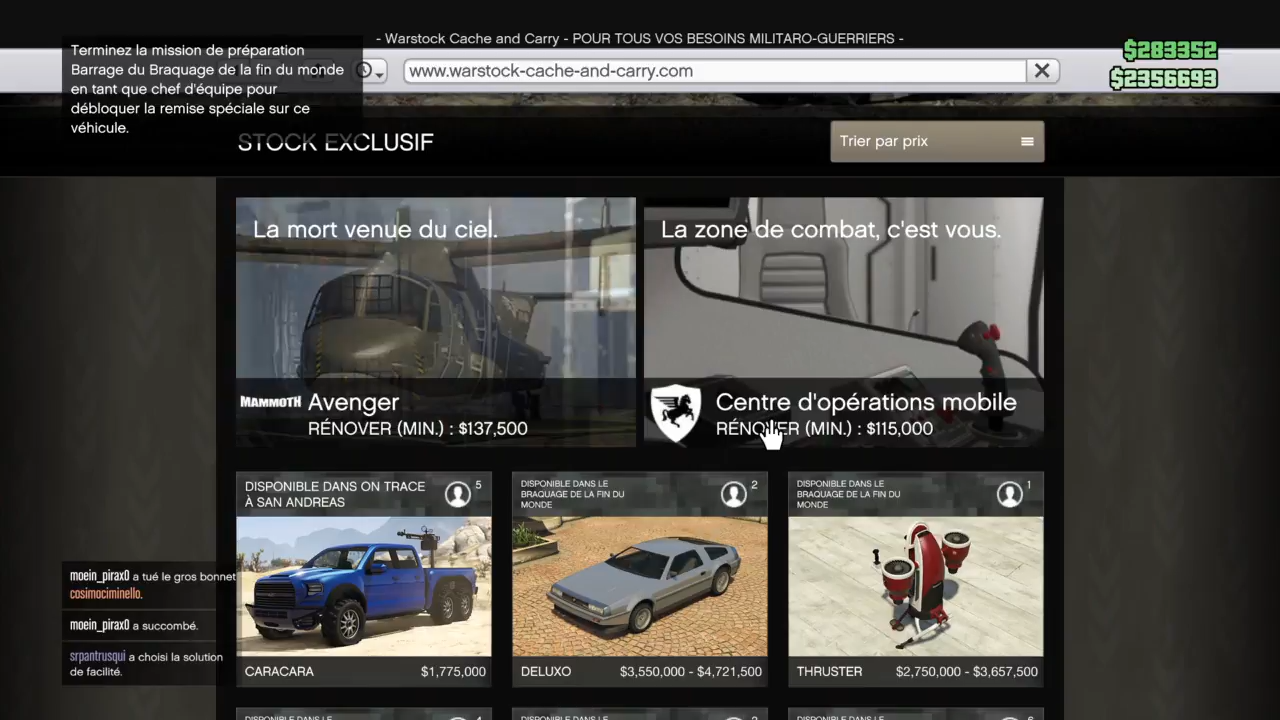 - Warstock Cache and Carry - POUR TOUS VOS BESOINS MILITARO-GUERRIERS -
Terminez la mission de préparation
Barrage du Braquage de la fin du monde
en tant que chef d'équipe pour
débloquer la remise spéciale sur ce
véhicule.
www.warstock-cache-and-carry.com
$283352
$2356693
STOCK EXCLUSIF
Trier par prix
La mort venue du ciel.
MAMMOTH
Avenger
RÉNOVER (MIN.) : $137,500
La zone de combat, c'est vous.
Centre d'opérations mobile
RÉNOVER (MIN.) : $115,000
DISPONIBLE DANS ON TRACE
À SAN ANDREAS
5
CARACARA $1,775,000
DISPONIBLE DANS LE
BRAQUAGE DE LA FIN DU
MONDE
2
DELUXO $3,550,000 - $4,721,500
DISPONIBLE DANS LE
BRAQUAGE DE LA FIN DU
MONDE
1
THRUSTER $2,750,000 - $3,657,500
moein_pirax0 a tué le gros bonnet
cosimociminello.
moein_pirax0 a succombé.
srpantrusqui a choisi la solution
de facilité.
DISPONIBLE DANS LE
DISPONIBLE DANS LE
DISPONIBLE DANS LE